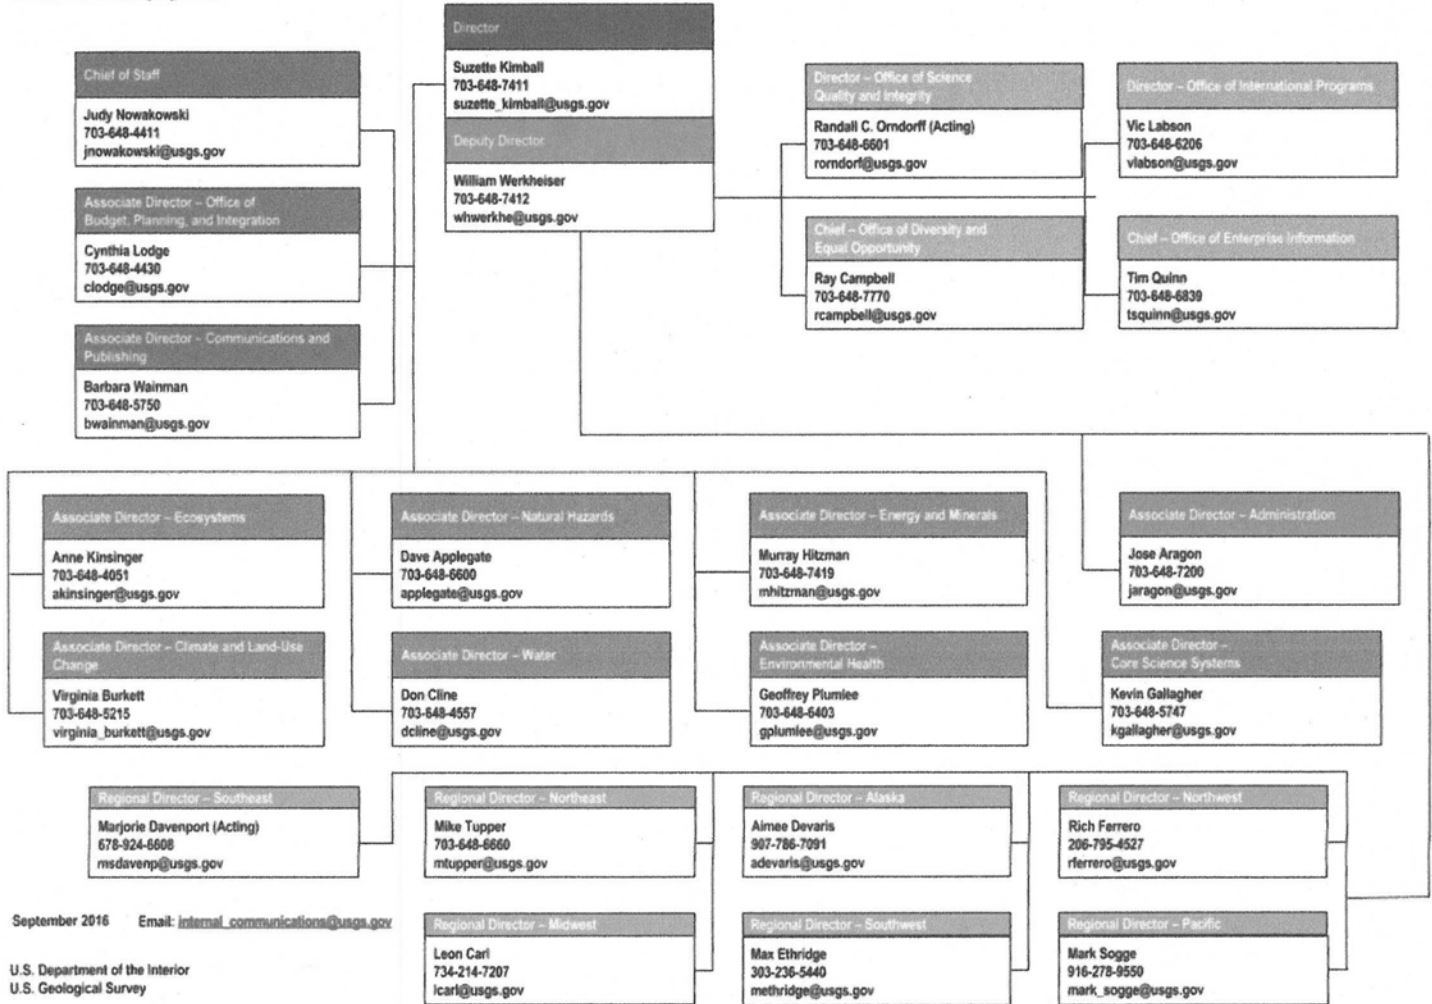 Director
Suzette Kimball
703-648-7411
suzette_kimball@usgs.gov
Deputy Director
William Werkheiser
703-648-7412
whwerkhe@usgs.gov
Chief of Staff
Judy Nowakowski
703-648-4411
jnowakowski@usgs.gov
Associate Director – Office of
Budget, Planning, and Integration
Cynthia Lodge
703-648-4430
clodge@usgs.gov
Associate Director – Communications and
Publishing
Barbara Wainman
703-648-5750
bwainman@usgs.gov
Director – Office of Science
Quality and Integrity
Randall C. Orndorff (Acting)
703-648-6601
rorndorf@usgs.gov
Director – Office of International Programs
Vic Labson
703-648-6206
vlabson@usgs.gov
Chief – Office of Diversity and
Equal Opportunity
Ray Campbell
703-648-7770
rcampbell@usgs.gov
Chief – Office of Enterprise Information
Tim Quinn
703-648-6839
tsquinn@usgs.gov
Associate Director – Ecosystems
Anne Kinsinger
703-648-4051
akinsinger@usgs.gov
Associate Director – Natural Hazards
Dave Applegate
703-648-6600
applegate@usgs.gov
Associate Director – Energy and Minerals
Murray Hitzman
703-648-7419
mhitzman@usgs.gov
Associate Director – Administration
Jose Aragon
703-648-7200
jaragon@usgs.gov
Associate Director – Climate and Land-Use
Change
Virginia Burkett
703-648-5215
virginia_burkett@usgs.gov
Associate Director – Water
Don Cline
703-648-4557
dcline@usgs.gov
Associate Director –
Environmental Health
Geoffrey Plumlee
703-648-6403
gplumlee@usgs.gov
Associate Director –
Core Science Systems
Kevin Gallagher
703-648-5747
kgallagher@usgs.gov
Regional Director – Southeast
Marjorie Davenport (Acting)
678-924-6608
msdavenp@usgs.gov
Regional Director – Northeast
Mike Tupper
703-648-6660
mtupper@usgs.gov
Regional Director – Alaska
Aimee Devaris
907-786-7091
adevaris@usgs.gov
Regional Director – Northwest
Rich Ferrero
206-795-4527
rferrero@usgs.gov
Regional Director – Midwest
Leon Carl
734-214-7207
lcarl@usgs.gov
Regional Director – Southwest
Max Ethridge
303-236-5440
methridge@usgs.gov
Regional Director – Pacific
Mark Sogge
916-278-9550
mark_sogge@usgs.gov
September 2016 Email: internal_communications@usgs.gov
U.S. Department of the Interior
U.S. Geological Survey